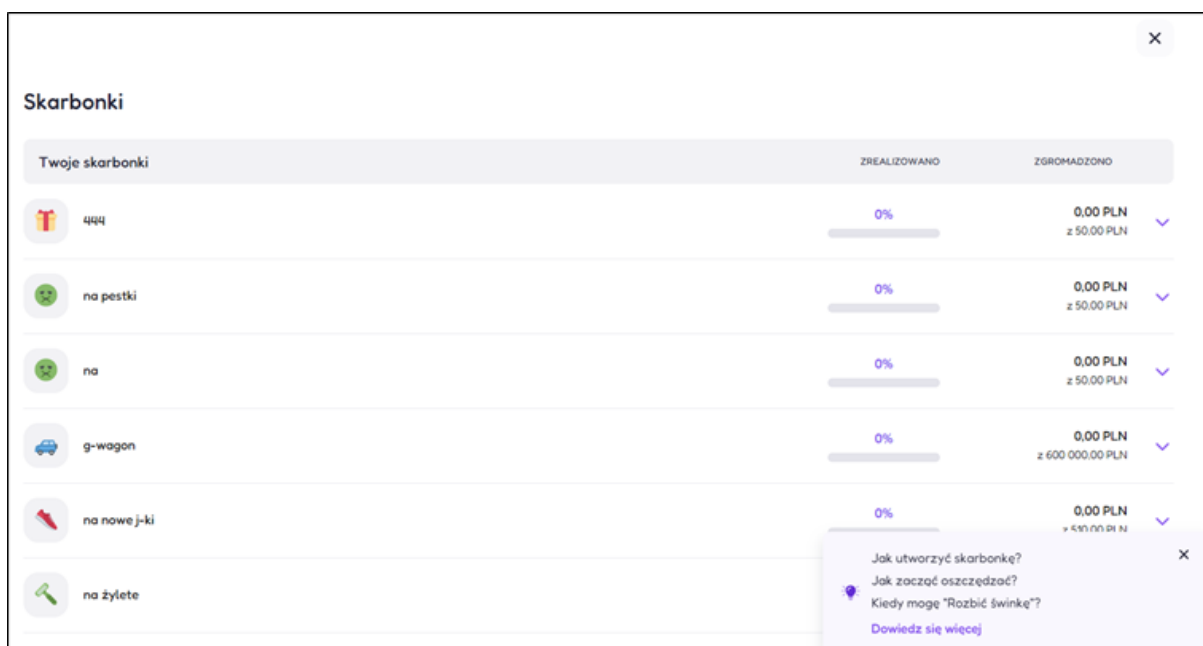 Skarbonki
Twoje skarbonki ZREALIZOWANO ZGROMADZONO
444 0% 0,00 PLN
z 50.00 PLN
na pestki 0% 0,00 PLN
z 50.00 PLN
na 0% 0,00 PLN
z 50.00 PLN
g-wagon 0% 0,00 PLN
z 600 000.00 PLN
na nowe j-ki 0% 0,00 PLN
z 510.00 PLN
na żylete
Jak utworzyć skarbonkę?
Jak zacząć oszczędzać?
Kiedy mogę "Rozbić świnkę"?
Dowiedz się więcej